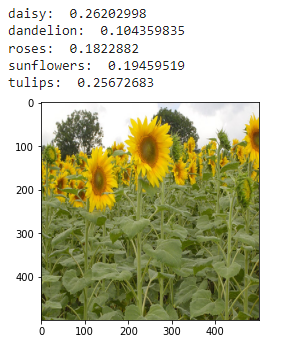 daisy: 0.26202998
dandelion: 0.104359835
roses: 0.1822882
sunflowers: 0.19459519
tulips: 0.25672683
0
100
200
300
400
0 100 200 300 400